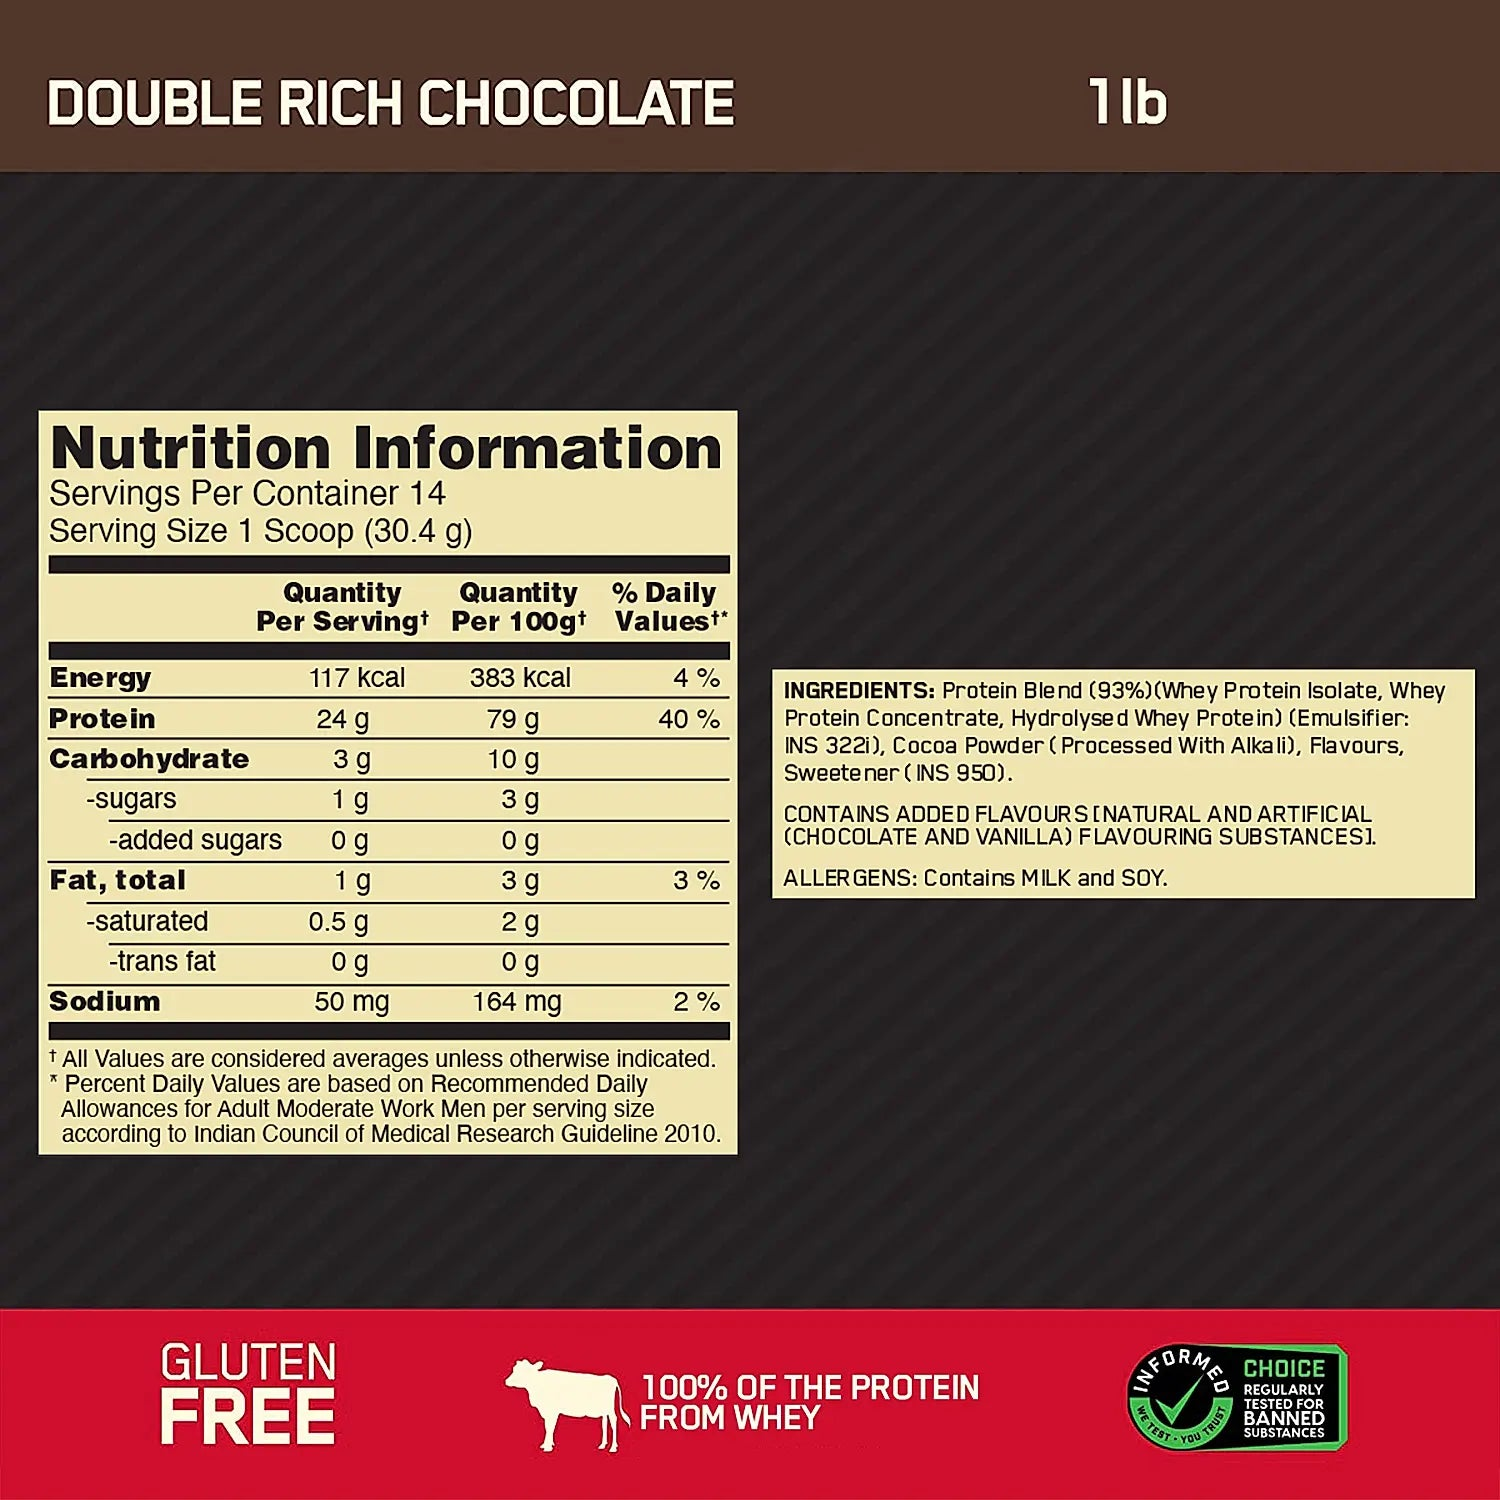 DOUBLE RICH CHOCOLATE 1 lb
Nutrition Information
Servings Per Container 14
Serving Size 1 Scoop (30.4 g)
Quantity Per Serving† Quantity Per 100g† % Daily Values†*
Energy 117 kcal 383 kcal 4 %
Protein 24 g 79 g 40 %
Carbohydrate 3 g 10 g
-sugars 1 g 3 g
-added sugars 0 g 0 g
Fat, total 1 g 3 g 3 %
-saturated 0.5 g 2 g
-trans fat 0 g 0 g
Sodium 50 mg 164 mg 2 %
† All Values are considered averages unless otherwise indicated.
* Percent Daily Values are based on Recommended Daily
Allowances for Adult Moderate Work Men per serving size
according to Indian Council of Medical Research Guideline 2010.
INGREDIENTS: Protein Blend (93%)(Whey Protein Isolate, Whey
Protein Concentrate, Hydrolysed Whey Protein) (Emulsifier:
INS 322i), Cocoa Powder ( Processed With Alkali), Flavours,
Sweetener ( INS 950).
CONTAINS ADDED FLAVOURS [NATURAL AND ARTIFICIAL
(CHOCOLATE AND VANILLA) FLAVOURING SUBSTANCES].
ALLERGENS: Contains MILK and SOY.
GLUTEN
FREE
100% OF THE PROTEIN
FROM WHEY
INFORMED
WE TEST • YOU TRUST
CHOICE
REGULARLY
TESTED FOR
BANNED
SUBSTANCES